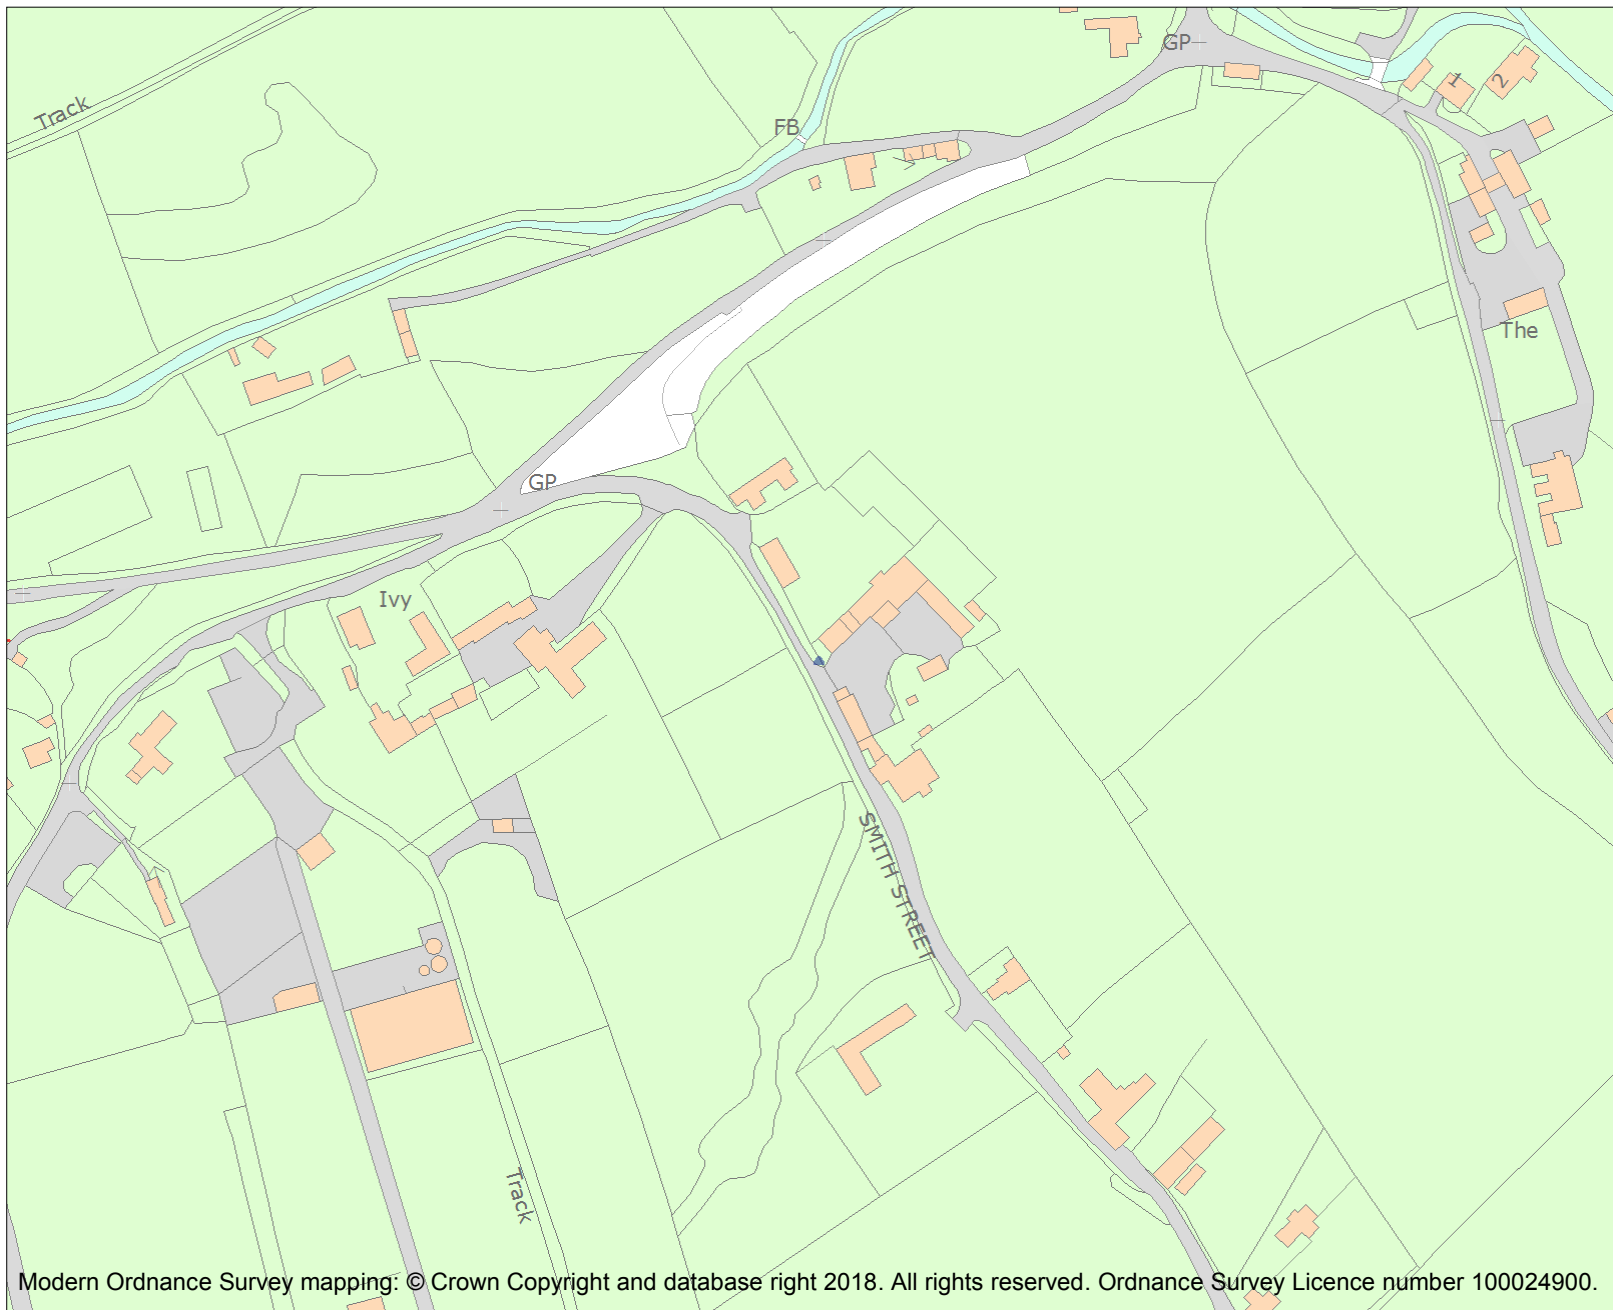 GP
1
2
Track
FB
The
GP
Ivy
SMITH STREET
Track
Modern Ordnance Survey mapping: © Crown Copyright and database right 2018. All rights reserved. Ordnance Survey Licence number 100024900.